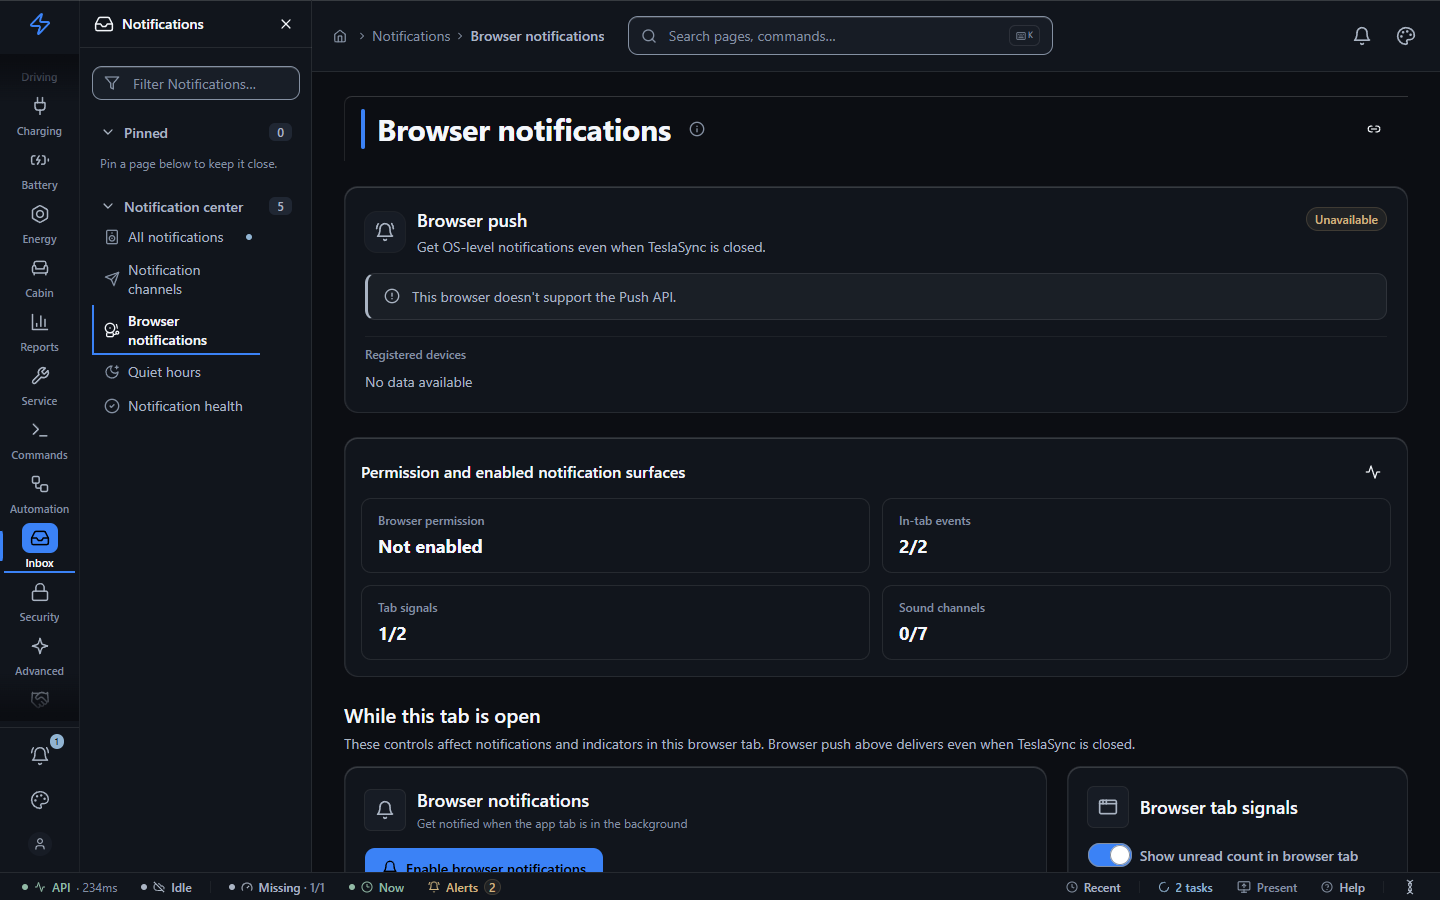 Notifications
Notifications
Browser notifications
Search pages, commands...
K
Driving
Charging
Battery
Energy
Cabin
Reports
Service
Commands
Automation
Inbox
Security
Advanced
1
Filter Notifications...
Pinned
0
Pin a page below to keep it close.
Notification center
5
All notifications
Notification
channels
Browser
notifications
Quiet hours
Notification health
Browser notifications
Browser push
Unavailable
Get OS-level notifications even when TeslaSync is closed.
This browser doesn't support the Push API.
Registered devices
No data available
Permission and enabled notification surfaces
Browser permission
Not enabled
In-tab events
2/2
Tab signals
1/2
Sound channels
0/7
While this tab is open
These controls affect notifications and indicators in this browser tab. Browser push above delivers even when TeslaSync is closed.
Browser notifications
Get notified when the app tab is in the background
Enable browser notifications
Browser tab signals
Show unread count in browser tab
API · 234ms
Idle
Missing · 1/1
Now
Alerts 2
Recent
2 tasks
Present
Help